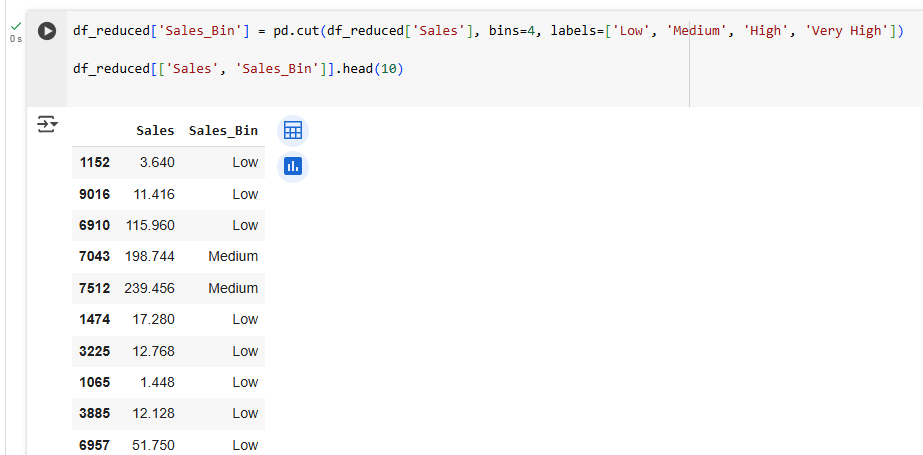 df_reduced['Sales_Bin'] = pd.cut(df_reduced['Sales'], bins=4, labels=['Low', 'Medium', 'High', 'Very High'])
0 s
df_reduced[['Sales', 'Sales_Bin']].head(10)
Sales Sales_Bin
1152 3.640 Low
9016 11.416 Low
6910 115.960 Low
7043 198.744 Medium
7512 239.456 Medium
1474 17.280 Low
3225 12.768 Low
1065 1.448 Low
3885 12.128 Low
6957 51.750 Low